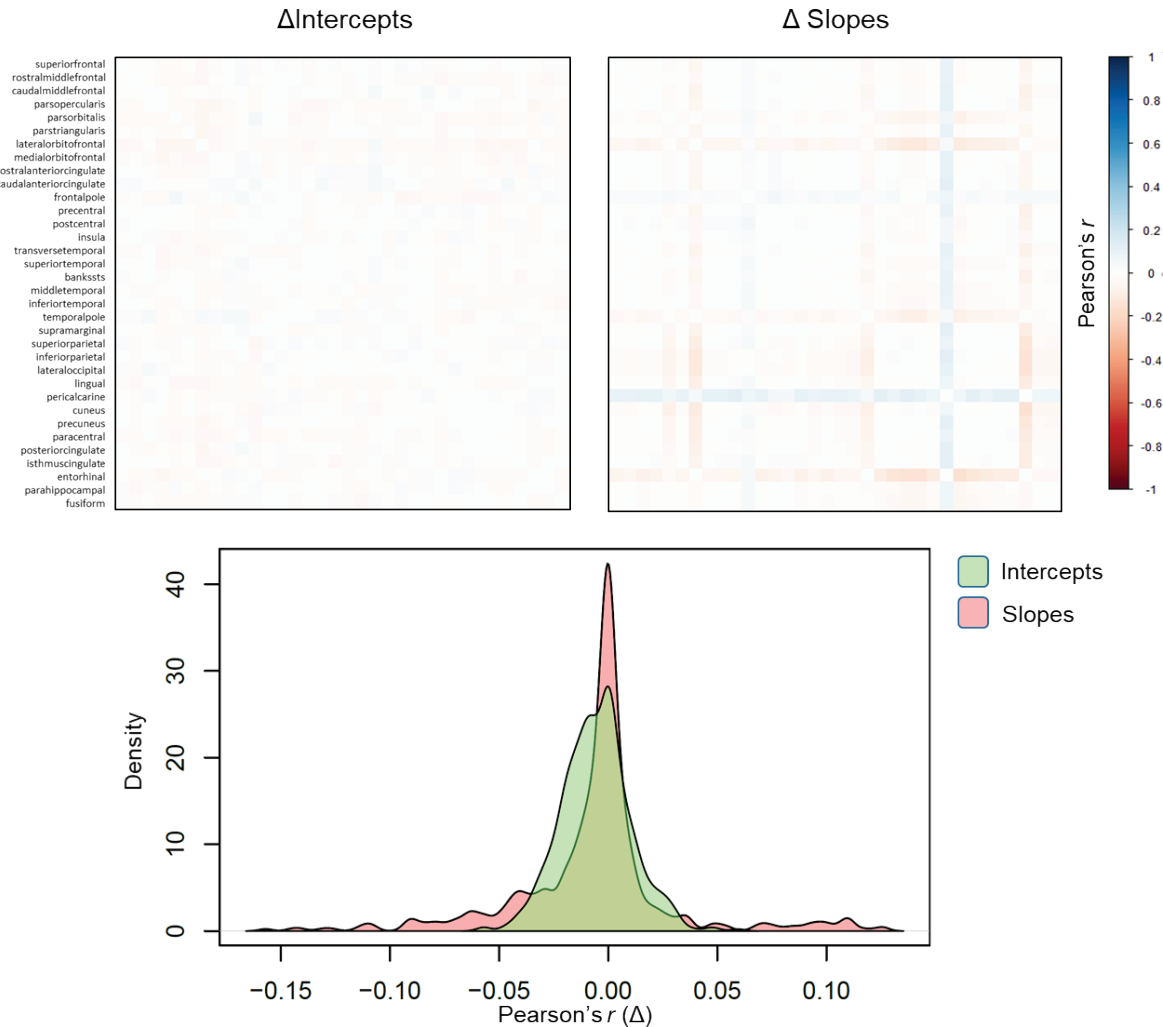 ΔIntercepts
Δ Slopes
superiorfrontal
rostralmiddlefrontal
caudalmiddlefrontal
parsopercularis
parsorbitalis
parstriangularis
lateralorbitofrontal
medialorbitofrontal
ostralanteriorcingulate
caudalanteriorcingulate
frontalpole
precentral
postcentral
insula
transversetemporal
superiortemporal
bankssts
middletemporal
inferiortemporal
temporalpole
supramarginal
superiorparietal
inferiorparietal
lateraloccipital
lingual
pericalcarine
cuneus
precuneus
paracentral
posteriorcingulate
isthmuscingulate
entorhinal
parahippocampal
fusiform
1
0.8
0.6
0.4
0.2
0
-0.2
-0.4
-0.6
-0.8
-1
Pearson's r
Intercepts
Slopes
Density
40
30
20
10
0
−0.15 −0.10 −0.05 0.00 0.05 0.10
Pearson's r (Δ)